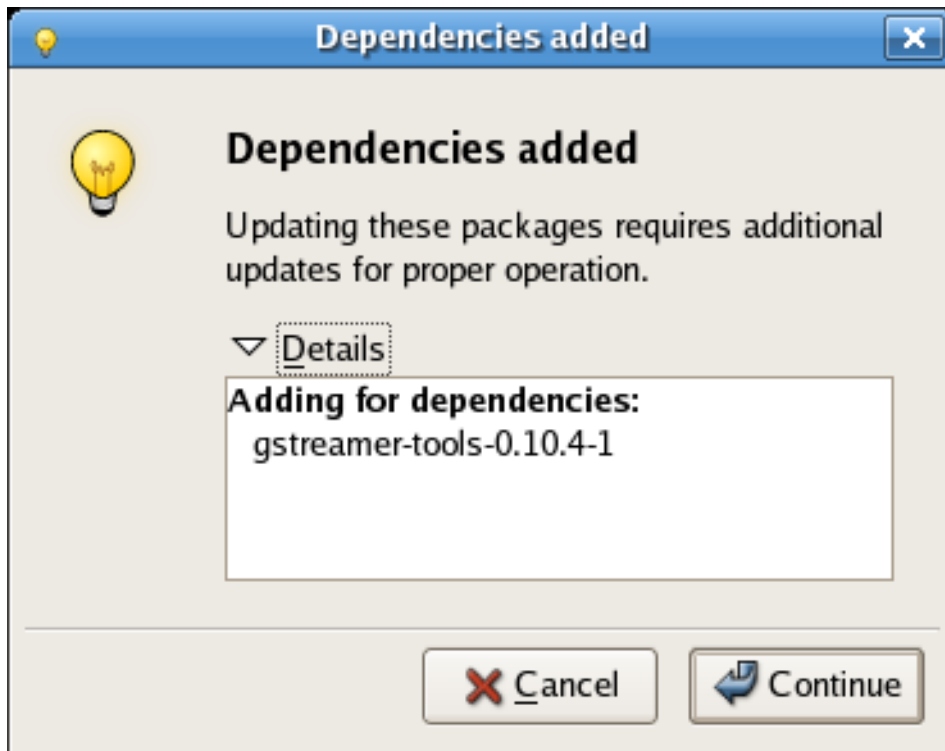 Dependencies added
Dependencies added
Updating these packages requires additional
updates for proper operation.
Details
Adding for dependencies:
gstreamer-tools-0.10.4-1
Cancel
Continue